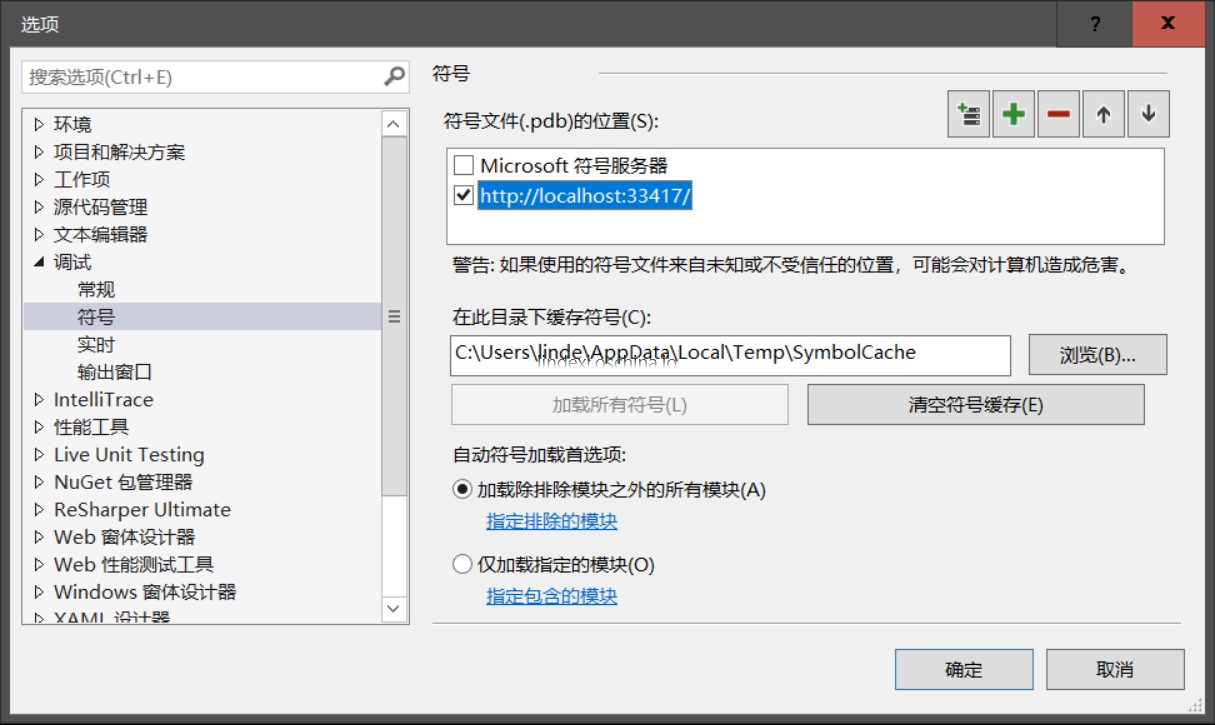 选项
?
x
搜索选项(Ctrl+E)
环境
项目和解决方案
工作项
源代码管理
文本编辑器
调试
常规
符号
实时
输出窗口
IntelliTrace
性能工具
Live Unit Testing
NuGet 包管理器
ReSharper Ultimate
Web 窗体设计器
Web 性能测试工具
Windows 窗体设计器
XAML 设计器
符号
符号文件(.pdb)的位置(S):
Microsoft 符号服务器
http://localhost:33417/
警告: 如果使用的符号文件来自未知或不受信任的位置，可能会对计算机造成危害。
在此目录下缓存符号(C):
C:\Users\linde\AppData\Local\Temp\SymbolCache
lindexi.oschina.io
浏览(B)...
加载所有符号(L)
清空符号缓存(E)
自动符号加载首选项:
加载除排除模块之外的所有模块(A)
指定排除的模块
仅加载指定的模块(O)
指定包含的模块
确定
取消